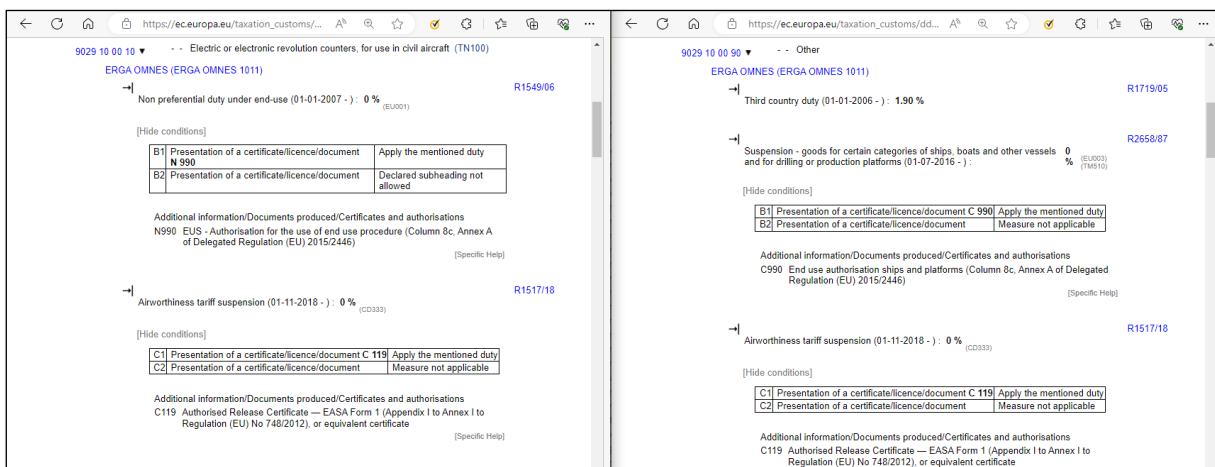 https://ec.europa.eu/taxation_customs/...
9029 10 00 10 ▼ - - Electric or electronic revolution counters, for use in civil aircraft (TN100)
ERGA OMNES (ERGA OMNES 1011)
R1549/06
Non preferential duty under end-use (01-01-2007 - ) : 0 % (EU001)
[Hide conditions]
B1 Presentation of a certificate/licence/document N 990 Apply the mentioned duty
B2 Presentation of a certificate/licence/document Declared subheading not allowed
Additional information/Documents produced/Certificates and authorisations
N990 EUS - Authorisation for the use of end use procedure (Column 8c, Annex A
of Delegated Regulation (EU) 2015/2446)
[Specific Help]
R1517/18
Airworthiness tariff suspension (01-11-2018 - ) : 0 % (CD333)
[Hide conditions]
C1 Presentation of a certificate/licence/document C 119 Apply the mentioned duty
C2 Presentation of a certificate/licence/document Measure not applicable
Additional information/Documents produced/Certificates and authorisations
C119 Authorised Release Certificate — EASA Form 1 (Appendix I to Annex I to
Regulation (EU) No 748/2012), or equivalent certificate
[Specific Help]
https://ec.europa.eu/taxation_customs/dd...
9029 10 00 90 ▼ - - Other
ERGA OMNES (ERGA OMNES 1011)
R1719/05
Third country duty (01-01-2006 - ) : 1.90 %
R2658/87
Suspension - goods for certain categories of ships, boats and other vessels 0 (EU003)
and for drilling or production platforms (01-07-2016 - ) : % (TM510)
[Hide conditions]
B1 Presentation of a certificate/licence/document C 990 Apply the mentioned duty
B2 Presentation of a certificate/licence/document Measure not applicable
Additional information/Documents produced/Certificates and authorisations
C990 End use authorisation ships and platforms (Column 8c, Annex A of Delegated
Regulation (EU) 2015/2446)
[Specific Help]
R1517/18
Airworthiness tariff suspension (01-11-2018 - ) : 0 % (CD333)
[Hide conditions]
C1 Presentation of a certificate/licence/document C 119 Apply the mentioned duty
C2 Presentation of a certificate/licence/document Measure not applicable
Additional information/Documents produced/Certificates and authorisations
C119 Authorised Release Certificate — EASA Form 1 (Appendix I to Annex I to
Regulation (EU) No 748/2012), or equivalent certificate